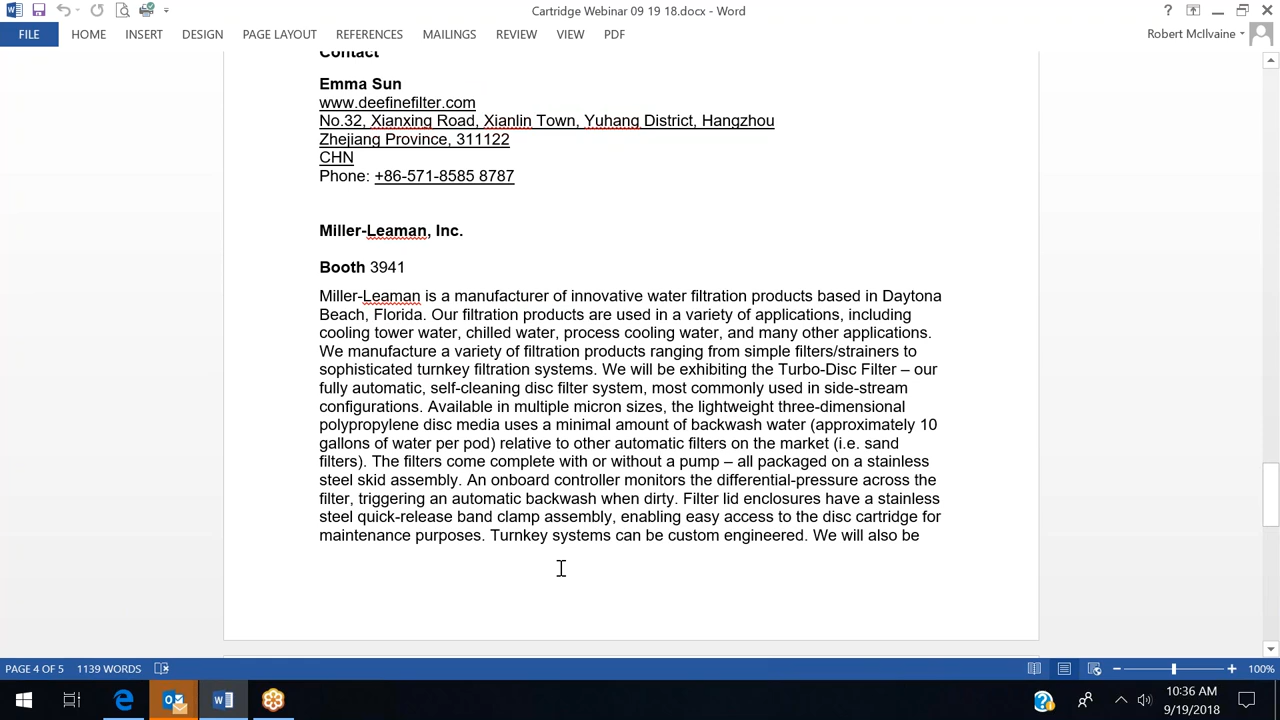 Cartridge Webinar 09 19 18.docx - Word
FILE HOME INSERT DESIGN PAGE LAYOUT REFERENCES MAILINGS REVIEW VIEW PDF Robert McIlvaine
Contact
Emma Sun
www.deefinefilter.com
No.32, Xianxing Road, Xianlin Town, Yuhang District, Hangzhou
Zhejiang Province, 311122
CHN
Phone: +86-571-8585 8787
Miller-Leaman, Inc.
Booth 3941
Miller-Leaman is a manufacturer of innovative water filtration products based in Daytona
Beach, Florida. Our filtration products are used in a variety of applications, including
cooling tower water, chilled water, process cooling water, and many other applications.
We manufacture a variety of filtration products ranging from simple filters/strainers to
sophisticated turnkey filtration systems. We will be exhibiting the Turbo-Disc Filter – our
fully automatic, self-cleaning disc filter system, most commonly used in side-stream
configurations. Available in multiple micron sizes, the lightweight three-dimensional
polypropylene disc media uses a minimal amount of backwash water (approximately 10
gallons of water per pod) relative to other automatic filters on the market (i.e. sand
filters). The filters come complete with or without a pump – all packaged on a stainless
steel skid assembly. An onboard controller monitors the differential-pressure across the
filter, triggering an automatic backwash when dirty. Filter lid enclosures have a stainless
steel quick-release band clamp assembly, enabling easy access to the disc cartridge for
maintenance purposes. Turnkey systems can be custom engineered. We will also be
PAGE 4 OF 5 1139 WORDS 100%
10:36 AM
9/19/2018